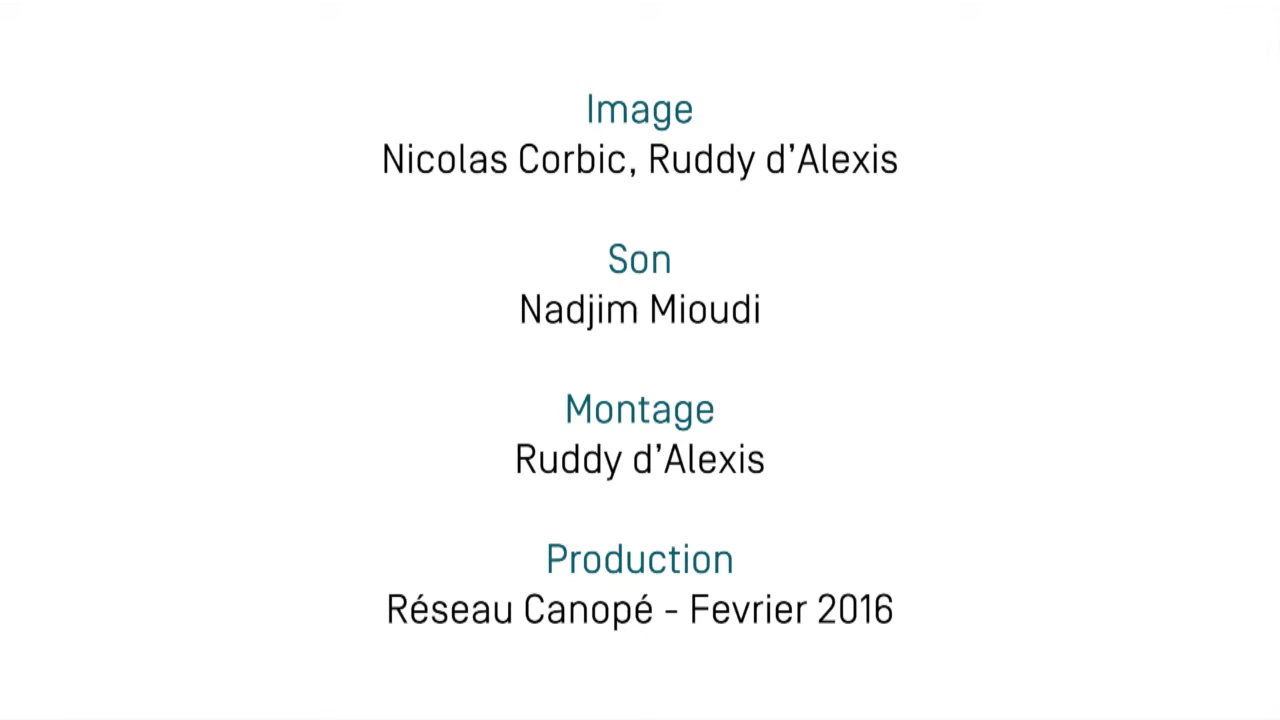 Image
Nicolas Corbic, Ruddy d’Alexis
Son
Nadjim Mioudi
Montage
Ruddy d’Alexis
Production
Réseau Canopé - Fevrier 2016